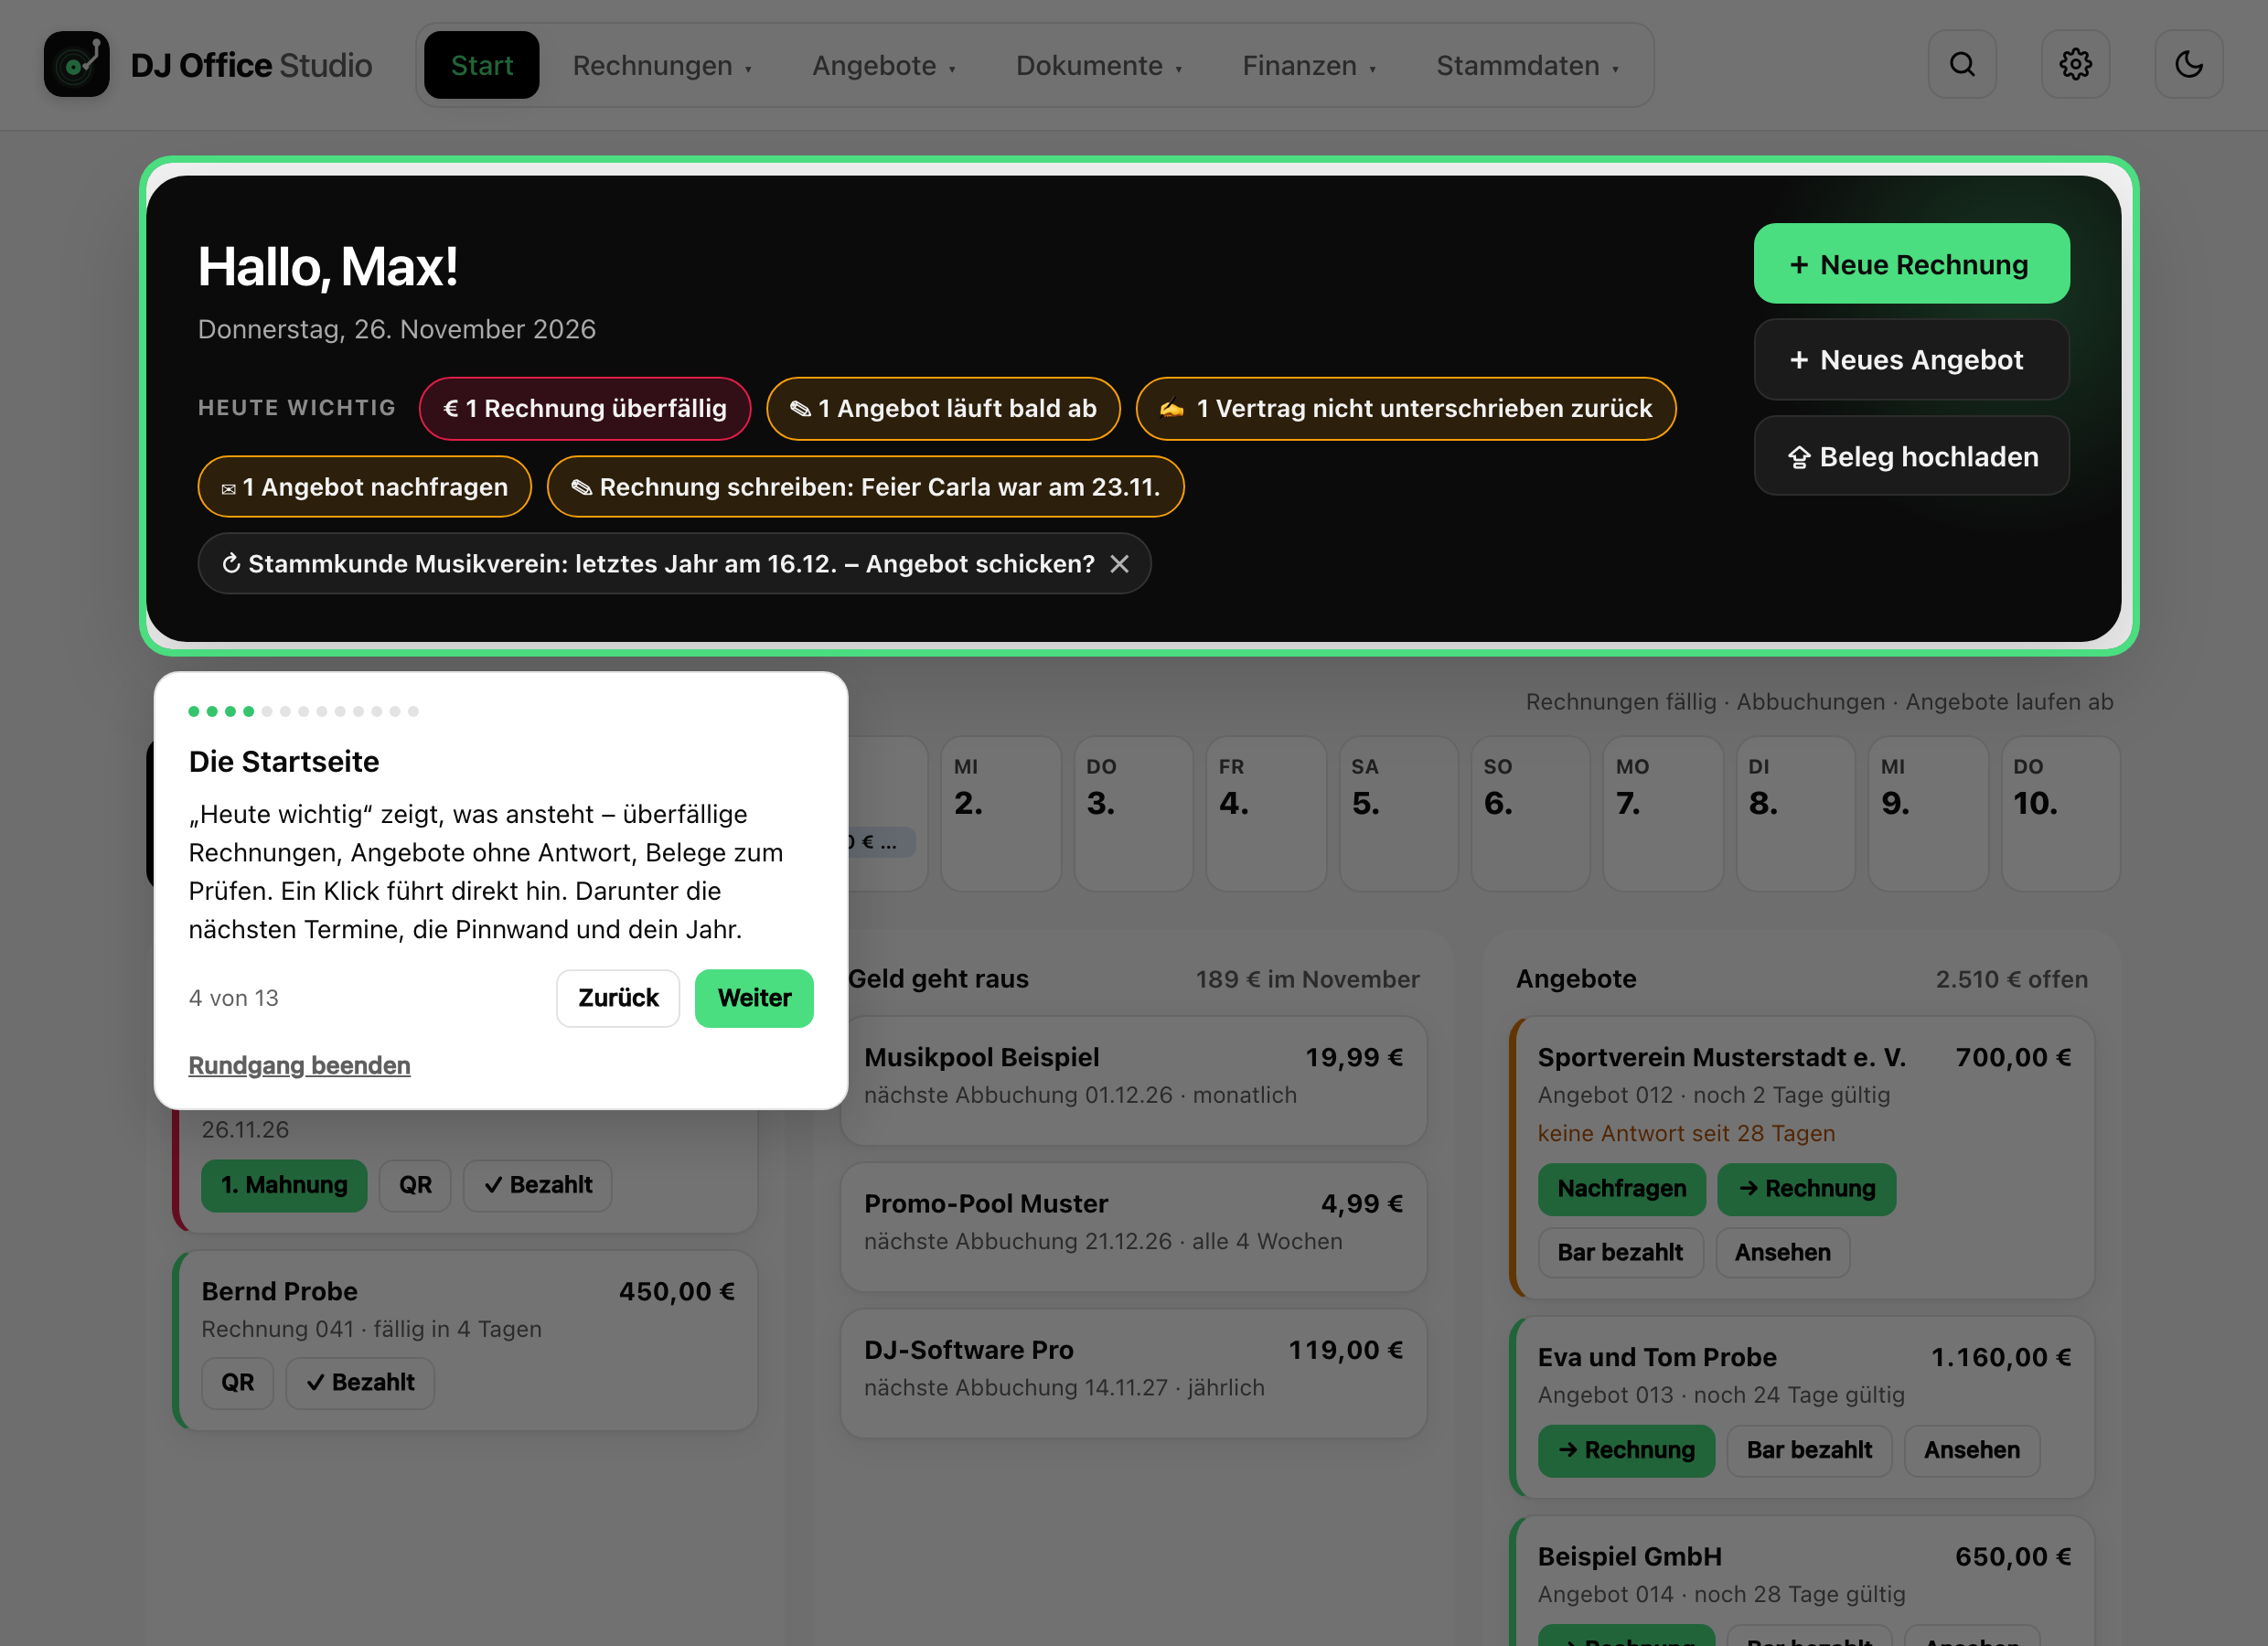 DJ Office Studio
Start
Rechnungen
Angebote
Dokumente
Finanzen
Stammdaten
Hallo, Max!
Donnerstag, 26. November 2026
HEUTE WICHTIG
€ 1 Rechnung überfällig
✎ 1 Angebot läuft bald ab
✍ 1 Vertrag nicht unterschrieben zurück
✉ 1 Angebot nachfragen
✎ Rechnung schreiben: Feier Carla war am 23.11.
↻ Stammkunde Musikverein: letztes Jahr am 16.12. – Angebot schicken? ✕
+ Neue Rechnung
+ Neues Angebot
Beleg hochladen
Rechnungen fällig · Abbuchungen · Angebote laufen ab
Die Startseite
„Heute wichtig“ zeigt, was ansteht – überfällige
Rechnungen, Angebote ohne Antwort, Belege zum
Prüfen. Ein Klick führt direkt hin. Darunter die
nächsten Termine, die Pinnwand und dein Jahr.
4 von 13
Zurück
Weiter
Rundgang beenden
€ ...
MI
2.
DO
3.
FR
4.
SA
5.
SO
6.
MO
7.
DI
8.
MI
9.
DO
10.
26.11.26
1. Mahnung
QR
✓ Bezahlt
Bernd Probe
450,00 €
Rechnung 041 · fällig in 4 Tagen
QR
✓ Bezahlt
Geld geht raus
189 € im November
Musikpool Beispiel
19,99 €
nächste Abbuchung 01.12.26 · monatlich
Promo-Pool Muster
4,99 €
nächste Abbuchung 21.12.26 · alle 4 Wochen
DJ-Software Pro
119,00 €
nächste Abbuchung 14.11.27 · jährlich
Angebote
2.510 € offen
Sportverein Musterstadt e. V.
700,00 €
Angebot 012 · noch 2 Tage gültig
keine Antwort seit 28 Tagen
Nachfragen
→ Rechnung
Bar bezahlt
Ansehen
Eva und Tom Probe
1.160,00 €
Angebot 013 · noch 24 Tage gültig
→ Rechnung
Bar bezahlt
Ansehen
Beispiel GmbH
650,00 €
Angebot 014 · noch 28 Tage gültig